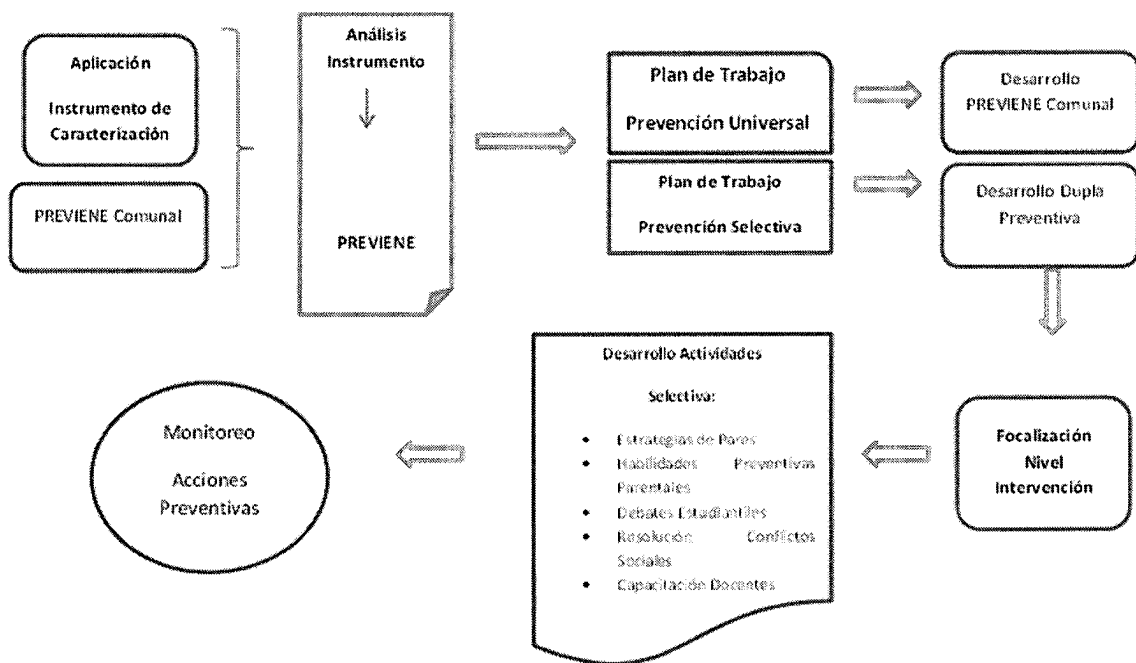 Aplicación
Instrumento de
Caracterización
PREVIENE Comunal
Análisis
Instrumento
PREVIENE
Plan de Trabajo
Prevención Universal
Plan de Trabajo
Prevención Selectiva
Desarrollo
PREVIENE Comunal
Desarrollo Dupla
Preventiva
Focalización
Nivel
Intervención
Desarrollo Actividades
Selectiva:
• Estrategias de Pares
• Habilidades Preventivas
Parentales
• Debates Estudiantiles
• Resolución Conflictos
Sociales
• Capacitación Docentes
Monitoreo
Acciones
Preventivas